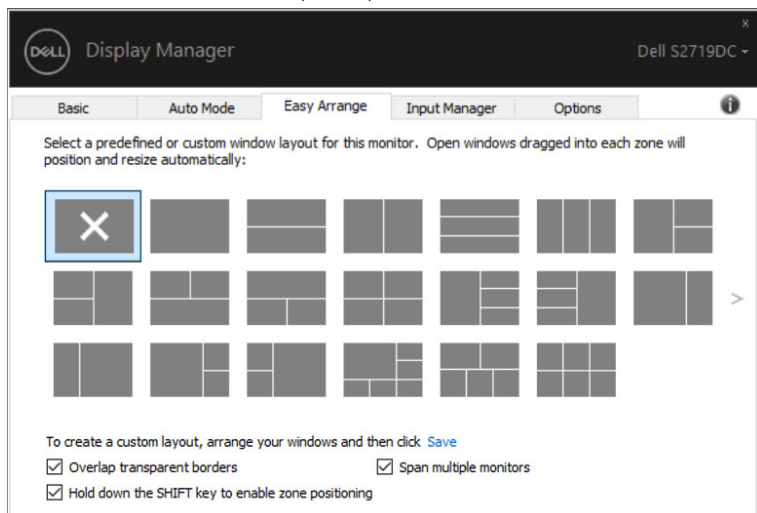 x
DELL Display Manager Dell S2719DC
Basic Auto Mode Easy Arrange Input Manager Options i
Select a predefined or custom window layout for this monitor. Open windows dragged into each zone will
position and resize automatically:
>
To create a custom layout, arrange your windows and then click Save
Overlap transparent borders Span multiple monitors
Hold down the SHIFT key to enable zone positioning